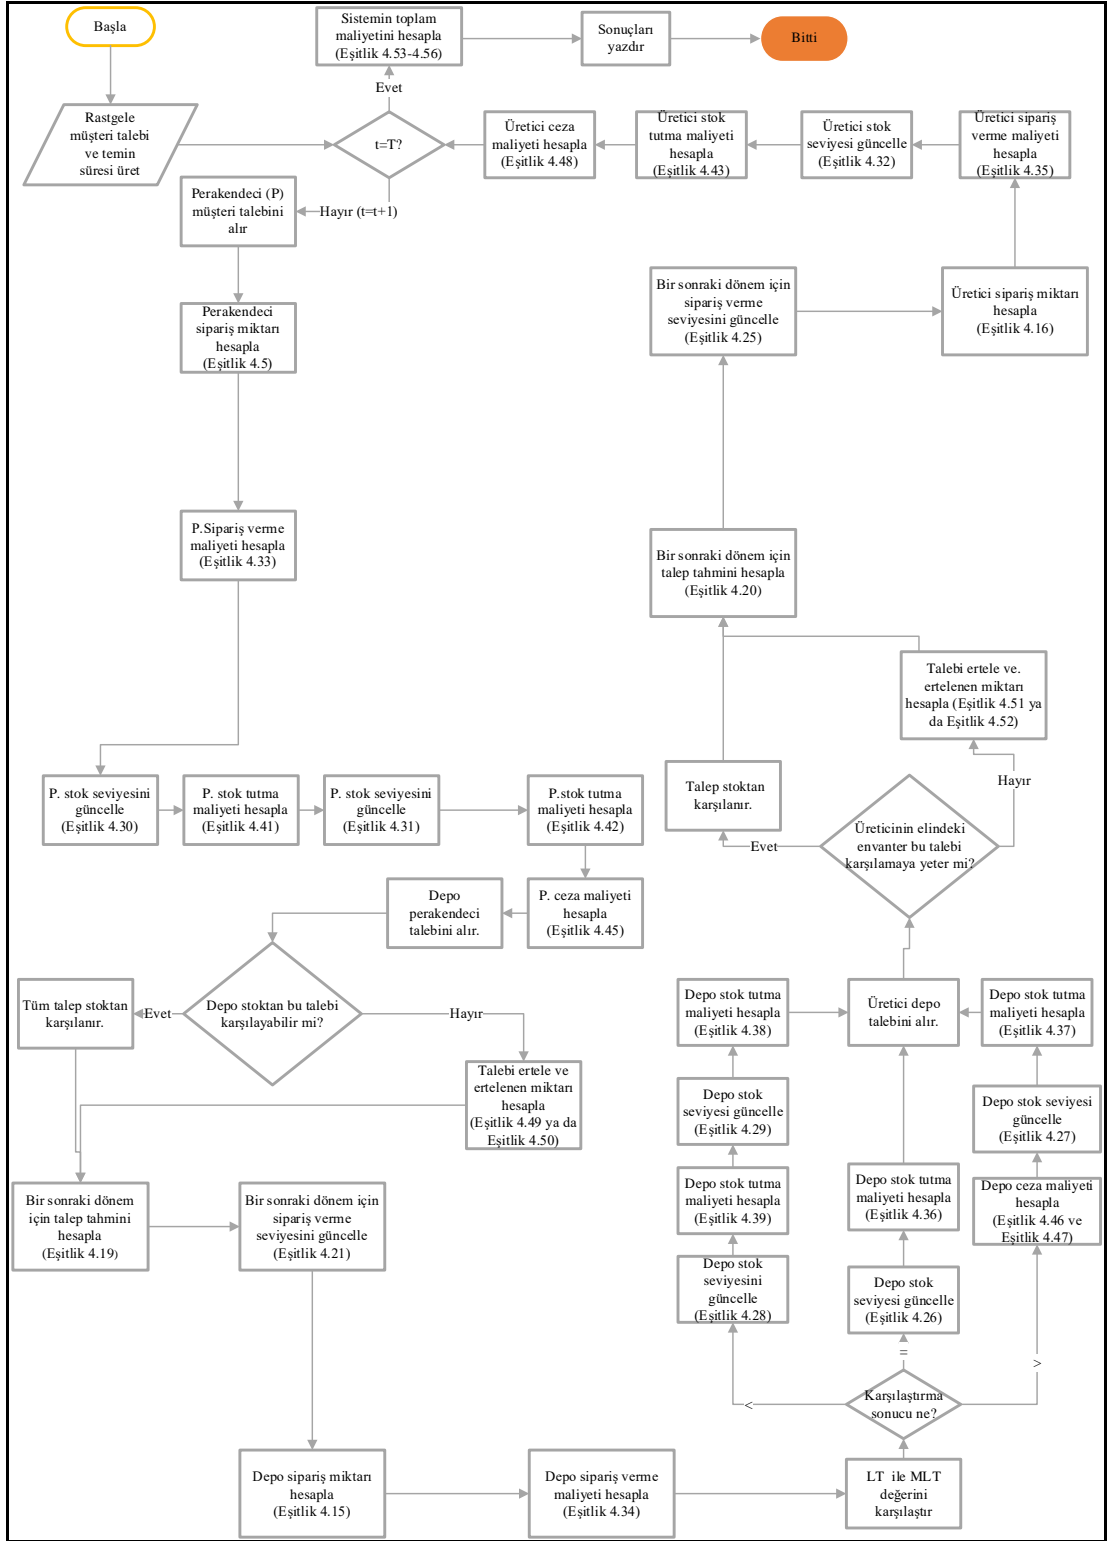 Başla
Sistemin toplam
maliyetini hesapla
(Eşitlik 4.53-4.56)
Sonuçları
yazdır
Bitti
Evet
Rastgele
müşteri talebi
ve temin
süresi üret
t=T?
Üretici ceza
maliyeti hesapla
(Eşitlik 4.48)
Üretici stok
tutma maliyeti
hesapla
(Eşitlik 4.43)
Üretici stok
seviyesi güncelle
(Eşitlik 4.32)
Üretici sipariş
verme maliyeti
hesapla
(Eşitlik 4.35)
Perakendeci (P)
müşteri talebini
alır
Hayır (t=t+1)
Perakendeci
sipariş miktarı
hesapla
(Eşitlik 4.5)
Bir sonraki dönem için
sipariş verme
seviyesini güncelle
(Eşitlik 4.25)
Üretici sipariş miktarı
hesapla
(Eşitlik 4.16)
P.Sipariş verme
maliyeti hesapla
(Eşitlik 4.33)
Bir sonraki dönem için
talep tahmini hesapla
(Eşitlik 4.20)
Talebi ertele ve.
ertelenen miktarı
hesapla (Eşitlik 4.51 ya
da Eşitlik 4.52)
P. stok seviyesini
güncelle
(Eşitlik 4.30)
P. stok tutma
maliyeti hesapla
(Eşitlik 4.41)
P. stok seviyesini
güncelle
(Eşitlik 4.31)
P.stok tutma
maliyeti hesapla
(Eşitlik 4.42)
Talep stoktan
karşılanır.
Hayır
Evet
Üreticinin elindeki
envanter bu talebi
karşılamaya yeter mi?
Depo
perakendeci
talebini alır.
P. ceza maliyeti
hesapla
(Eşitlik 4.45)
Tüm talep stoktan
karşılanır.
Evet
Depo stoktan bu talebi
karşılayabilir mi?
Hayır
Depo stok tutma
maliyeti hesapla
(Eşitlik 4.38)
Üretici depo
talebini alır.
Depo stok tutma
maliyeti hesapla
(Eşitlik 4.37)
Talebi ertele ve
ertelenen miktarı
hesapla
(Eşitlik 4.49 ya da
Eşitlik 4.50)
Depo stok
seviyesi güncelle
(Eşitlik 4.29)
Depo stok seviyesi
güncelle
(Eşitlik 4.27)
Bir sonraki dönem
için talep tahmini
hesapla
(Eşitlik 4.19)
Bir sonraki dönem için
sipariş verme
seviyesini güncelle
(Eşitlik 4.21)
Depo stok tutma
maliyeti hesapla
(Eşitlik 4.39)
Depo stok tutma
maliyeti hesapla
(Eşitlik 4.36)
Depo ceza maliyeti
hesapla
(Eşitlik 4.46 ve
Eşitlik 4.47)
Depo stok
seviyesini
güncelle
(Eşitlik 4.28)
Depo stok
seviyesi güncelle
(Eşitlik 4.26)
=
>
<
Karşılaştırma
sonucu ne?
Depo sipariş miktarı
hesapla
(Eşitlik 4.15)
Depo sipariş verme
maliyeti hesapla
(Eşitlik 4.34)
LT ile MLT
değerini
karşılaştır